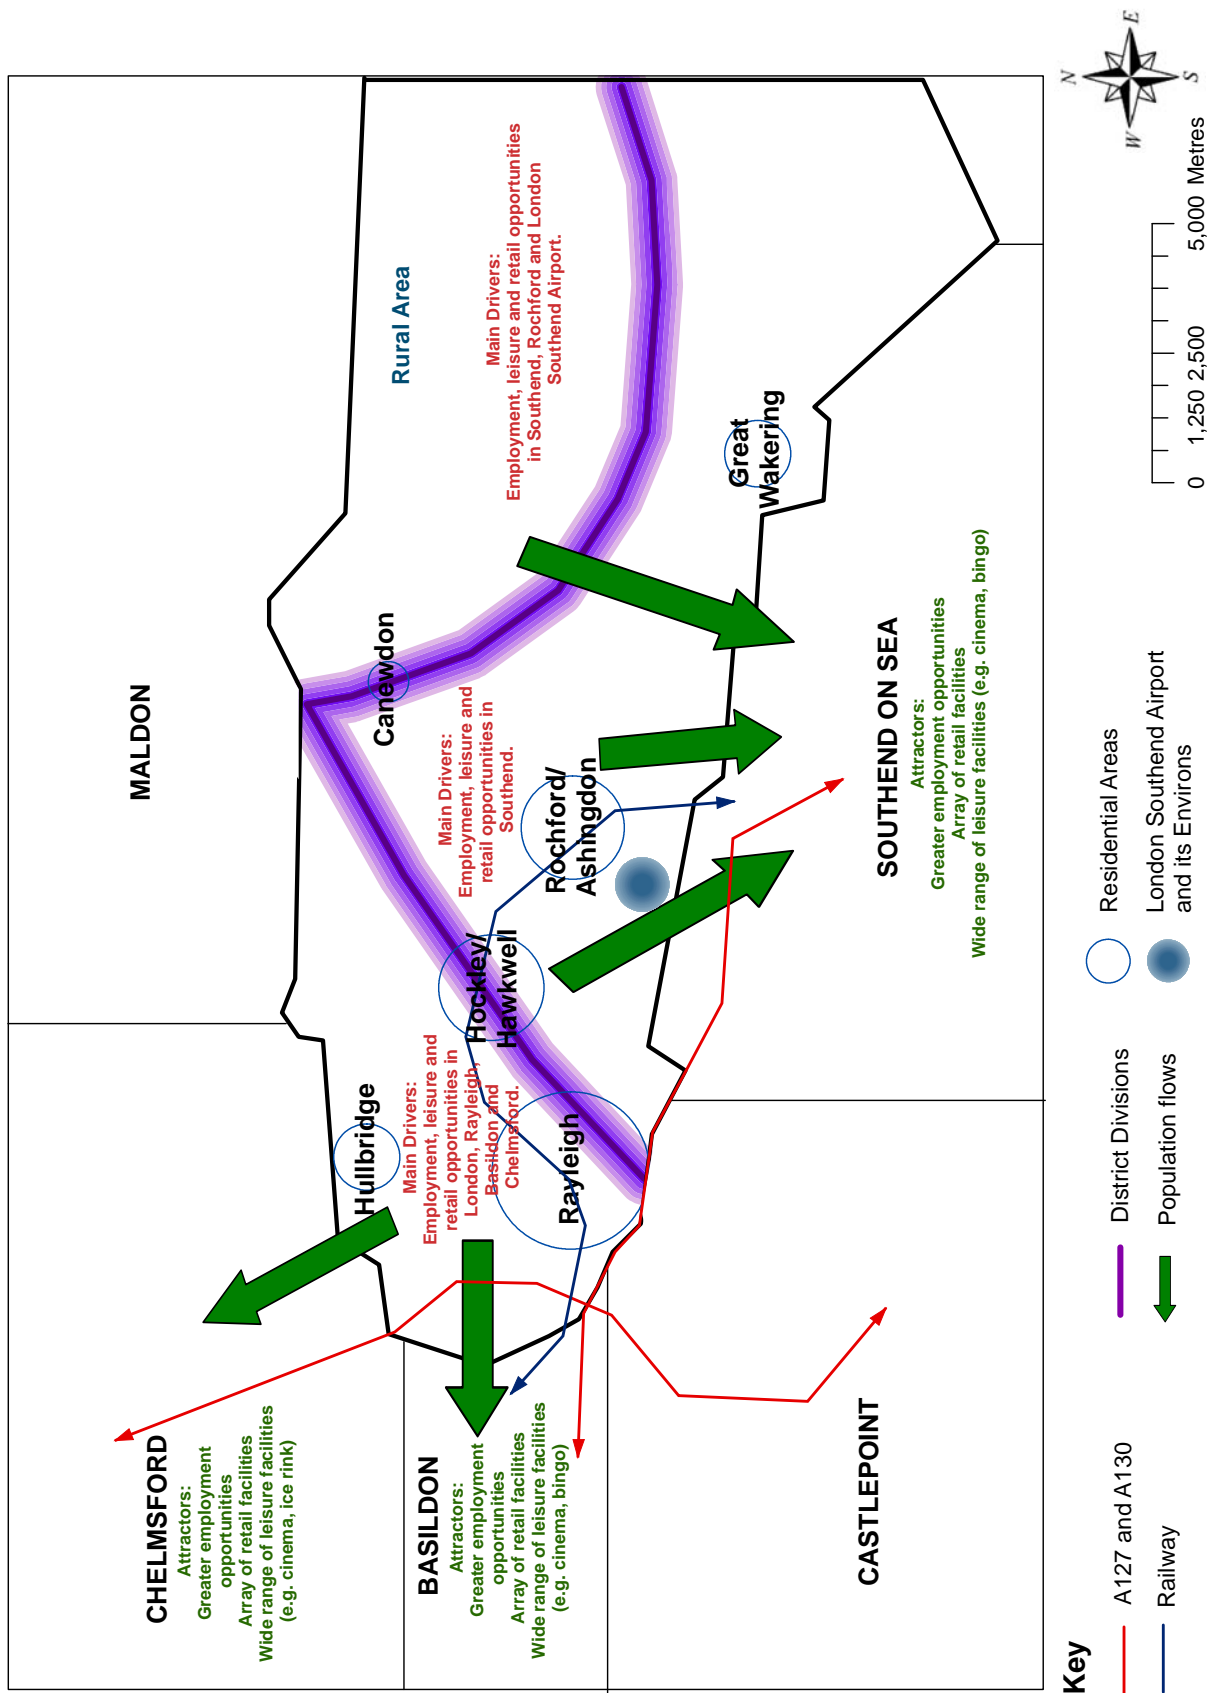 MALDON
CHELMSFORD
Attractors:
Greater employment
opportunities
Array of retail facilities
Wide range of leisure facilities
(e.g. cinema, ice rink)
BASILDON
Attractors:
Greater employment
opportunities
Array of retail facilities
Wide range of leisure facilities
(e.g. cinema, bingo)
CASTLEPOINT
Hullbridge
Main Drivers:
Employment, leisure and
retail opportunities in
London, Rayleigh,
Basildon and
Chelmsford.
Rayleigh
Hockley/
Hawkwell
Canewdon
Main Drivers:
Employment, leisure and
retail opportunities in
Southend.
Rochford/
Ashingdon
Rural Area
Main Drivers:
Employment, leisure and retail opportunities
in Southend, Rochford and London
Southend Airport.
Great
Wakering
SOUTHEND ON SEA
Attractors:
Greater employment opportunities
Array of retail facilities
Wide range of leisure facilities (e.g. cinema, bingo)
Key
A127 and A130
Railway
District Divisions
Population flows
Residential Areas
London Southend Airport
and its Environs
0 1,250 2,500 5,000 Metres
N
W E
S